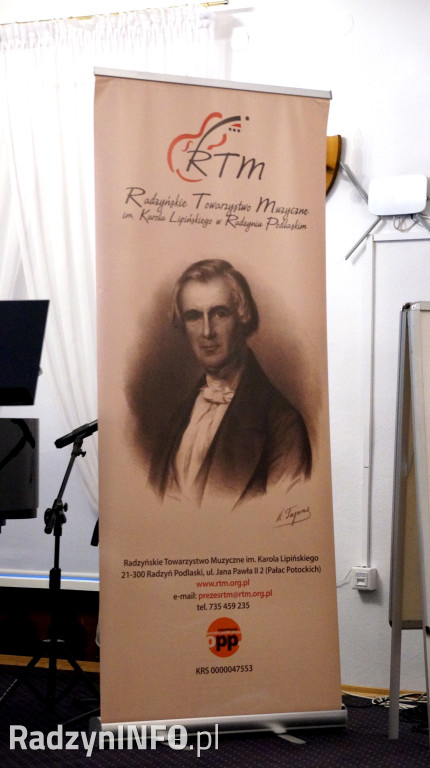 RTM
Radzyńskie Towarzystwo Muzyczne
im. Karola Lipińskiego w Radzyniu Podlaskim
Radzyńskie Towarzystwo Muzyczne im. Karola Lipińskiego
21-300 Radzyń Podlaski, ul. Jana Pawła II 2 (Pałac Potockich)
www.rtm.org.pl
e-mail: prezesrtm@rtm.org.pl
tel. 735 459 235
opp
KRS 0000047553
RadzynINFO.pl